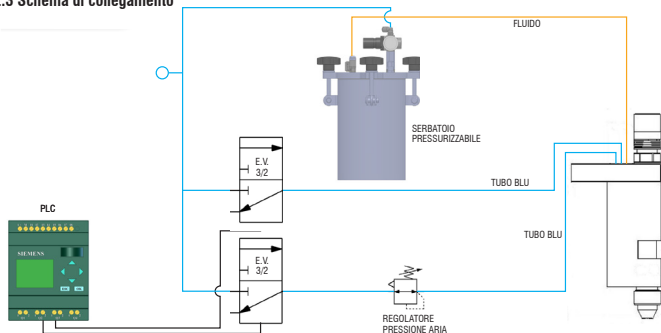 .3 Schema di collegamento
FLUIDO
SERBATOIO
PRESSURIZZABILE
E.V.
3/2
TUBO BLU
PLC
SIEMENS
TUBO BLU
E.V.
3/2
REGOLATORE
PRESSIONE ARIA